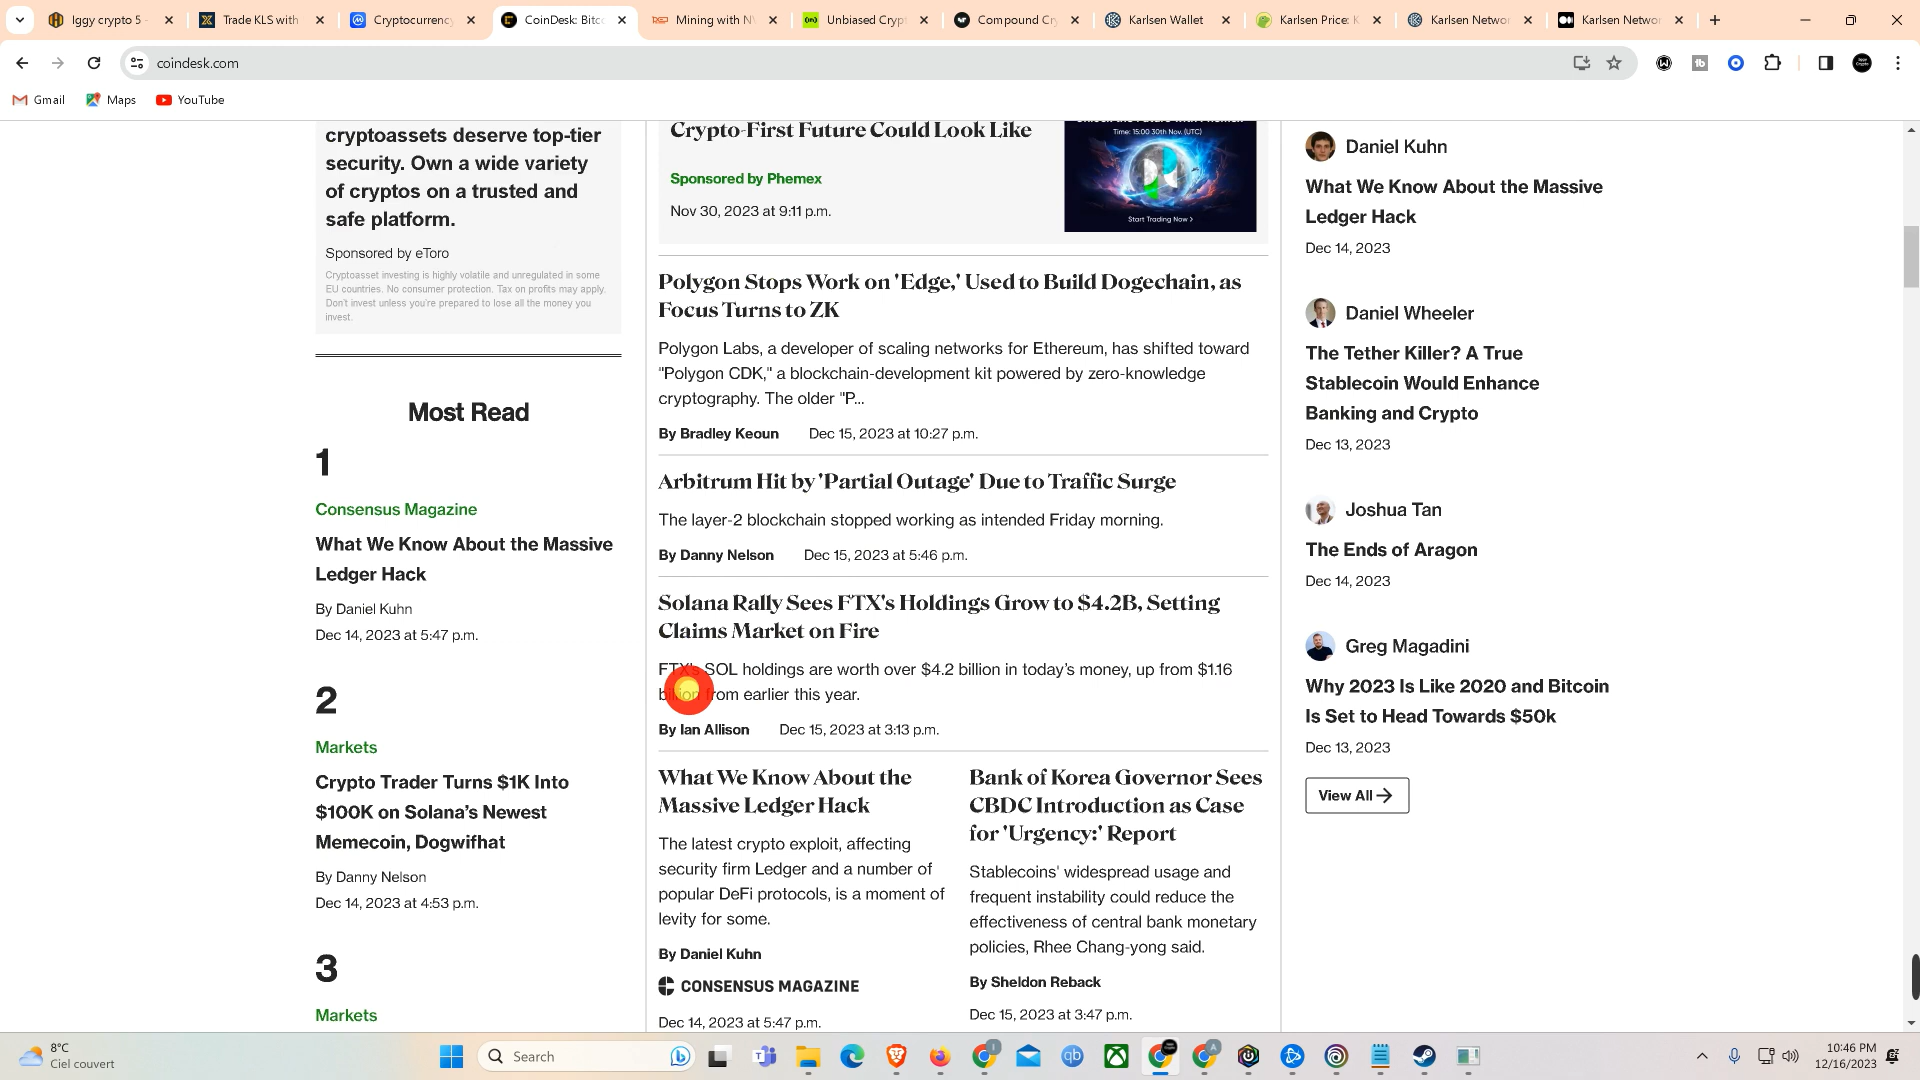 Iggy crypto 5 -
Trade KLS with
Cryptocurrency
CoinDesk: Bitc
Mining with NV
Unbiased Crypt
Compound Cr
Karlsen Wallet
Karlsen Price: K
Karlsen Networ
Karlsen Networ
coindesk.com
Gmail
Maps
YouTube
cryptoassets deserve top-tier
security. Own a wide variety
of cryptos on a trusted and
safe platform.
Sponsored by eToro
Cryptoasset investing is highly volatile and unregulated in some
EU countries. No consumer protection. Tax on profits may apply.
Don't invest unless you're prepared to lose all the money you
invest.
Most Read
1
Consensus Magazine
What We Know About the Massive
Ledger Hack
By Daniel Kuhn
Dec 14, 2023 at 5:47 p.m.
2
Markets
Crypto Trader Turns $1K Into
$100K on Solana's Newest
Memecoin, Dogwifhat
By Danny Nelson
Dec 14, 2023 at 4:53 p.m.
3
Markets
Crypto-First Future Could Look Like
Sponsored by Phemex
Nov 30, 2023 at 9:11 p.m.
Time: 15:00 30th Nov. (UTC)
Start Trading Now >
Polygon Stops Work on 'Edge,' Used to Build Dogechain, as
Focus Turns to ZK
Polygon Labs, a developer of scaling networks for Ethereum, has shifted toward
"Polygon CDK," a blockchain-development kit powered by zero-knowledge
cryptography. The older "P...
By Bradley Keoun Dec 15, 2023 at 10:27 p.m.
Arbitrum Hit by 'Partial Outage' Due to Traffic Surge
The layer-2 blockchain stopped working as intended Friday morning.
By Danny Nelson Dec 15, 2023 at 5:46 p.m.
Solana Rally Sees FTX's Holdings Grow to $4.2B, Setting
Claims Market on Fire
FTX's SOL holdings are worth over $4.2 billion in today's money, up from $1.16
billion from earlier this year.
By Ian Allison Dec 15, 2023 at 3:13 p.m.
What We Know About the
Massive Ledger Hack
The latest crypto exploit, affecting
security firm Ledger and a number of
popular DeFi protocols, is a moment of
levity for some.
By Daniel Kuhn
CONSENSUS MAGAZINE
Dec 14, 2023 at 5:47 p.m.
Bank of Korea Governor Sees
CBDC Introduction as Case
for 'Urgency:' Report
Stablecoins' widespread usage and
frequent instability could reduce the
effectiveness of central bank monetary
policies, Rhee Chang-yong said.
By Sheldon Reback
Dec 15, 2023 at 3:47 p.m.
Daniel Kuhn
What We Know About the Massive
Ledger Hack
Dec 14, 2023
Daniel Wheeler
The Tether Killer? A True
Stablecoin Would Enhance
Banking and Crypto
Dec 13, 2023
Joshua Tan
The Ends of Aragon
Dec 14, 2023
Greg Magadini
Why 2023 Is Like 2020 and Bitcoin
Is Set to Head Towards $50k
Dec 13, 2023
View All
8°C
Ciel couvert
Search
10:46 PM
12/16/2023